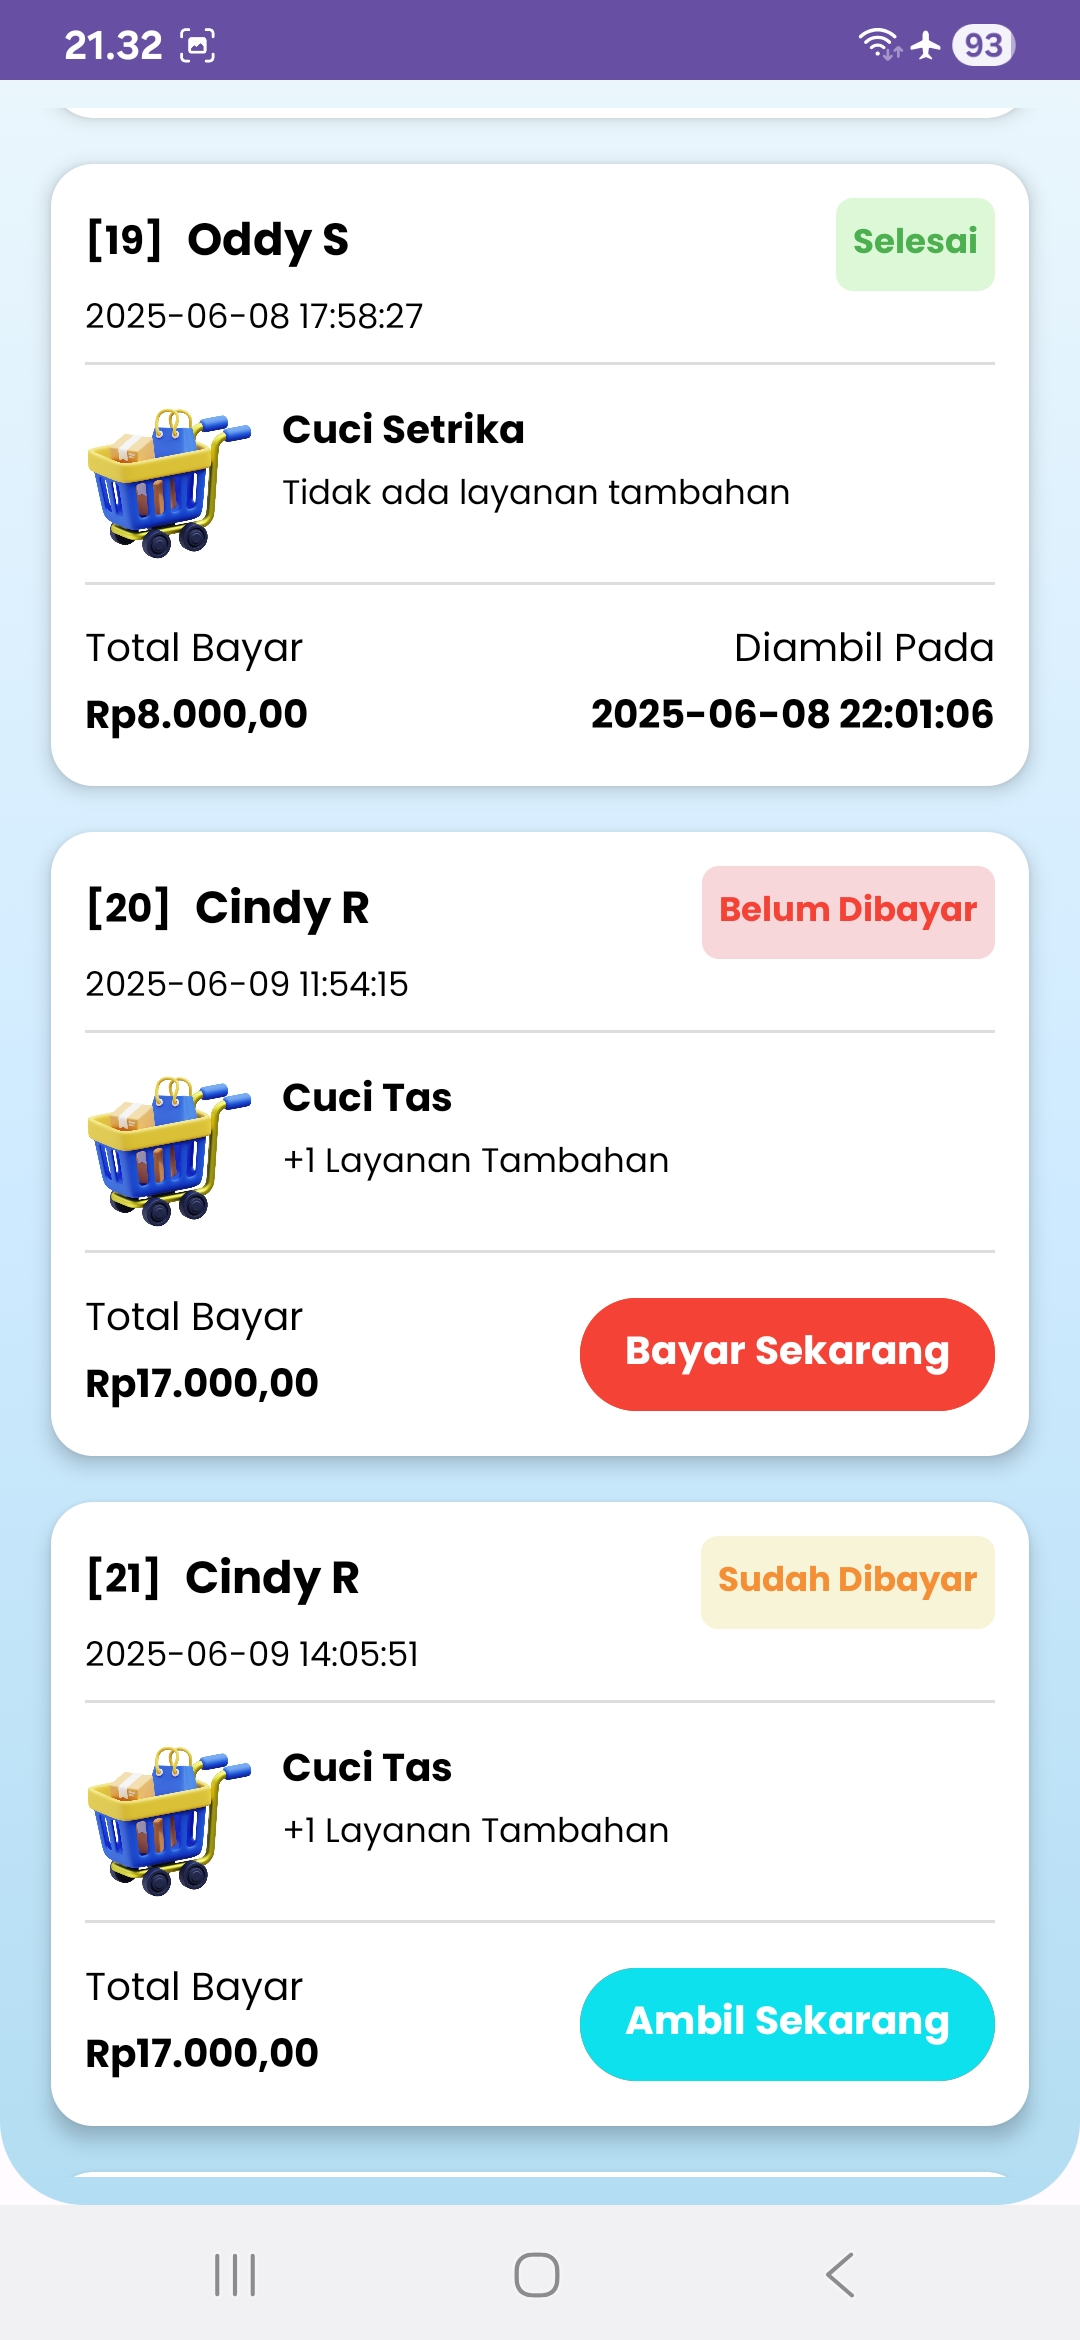 21.32
93
[19] Oddy S
Selesai
2025-06-08 17:58:27
Cuci Setrika
Tidak ada layanan tambahan
Total Bayar
Diambil Pada
Rp8.000,00
2025-06-08 22:01:06
[20] Cindy R
Belum Dibayar
2025-06-09 11:54:15
Cuci Tas
+1 Layanan Tambahan
Total Bayar
Rp17.000,00
Bayar Sekarang
[21] Cindy R
Sudah Dibayar
2025-06-09 14:05:51
Cuci Tas
+1 Layanan Tambahan
Total Bayar
Rp17.000,00
Ambil Sekarang